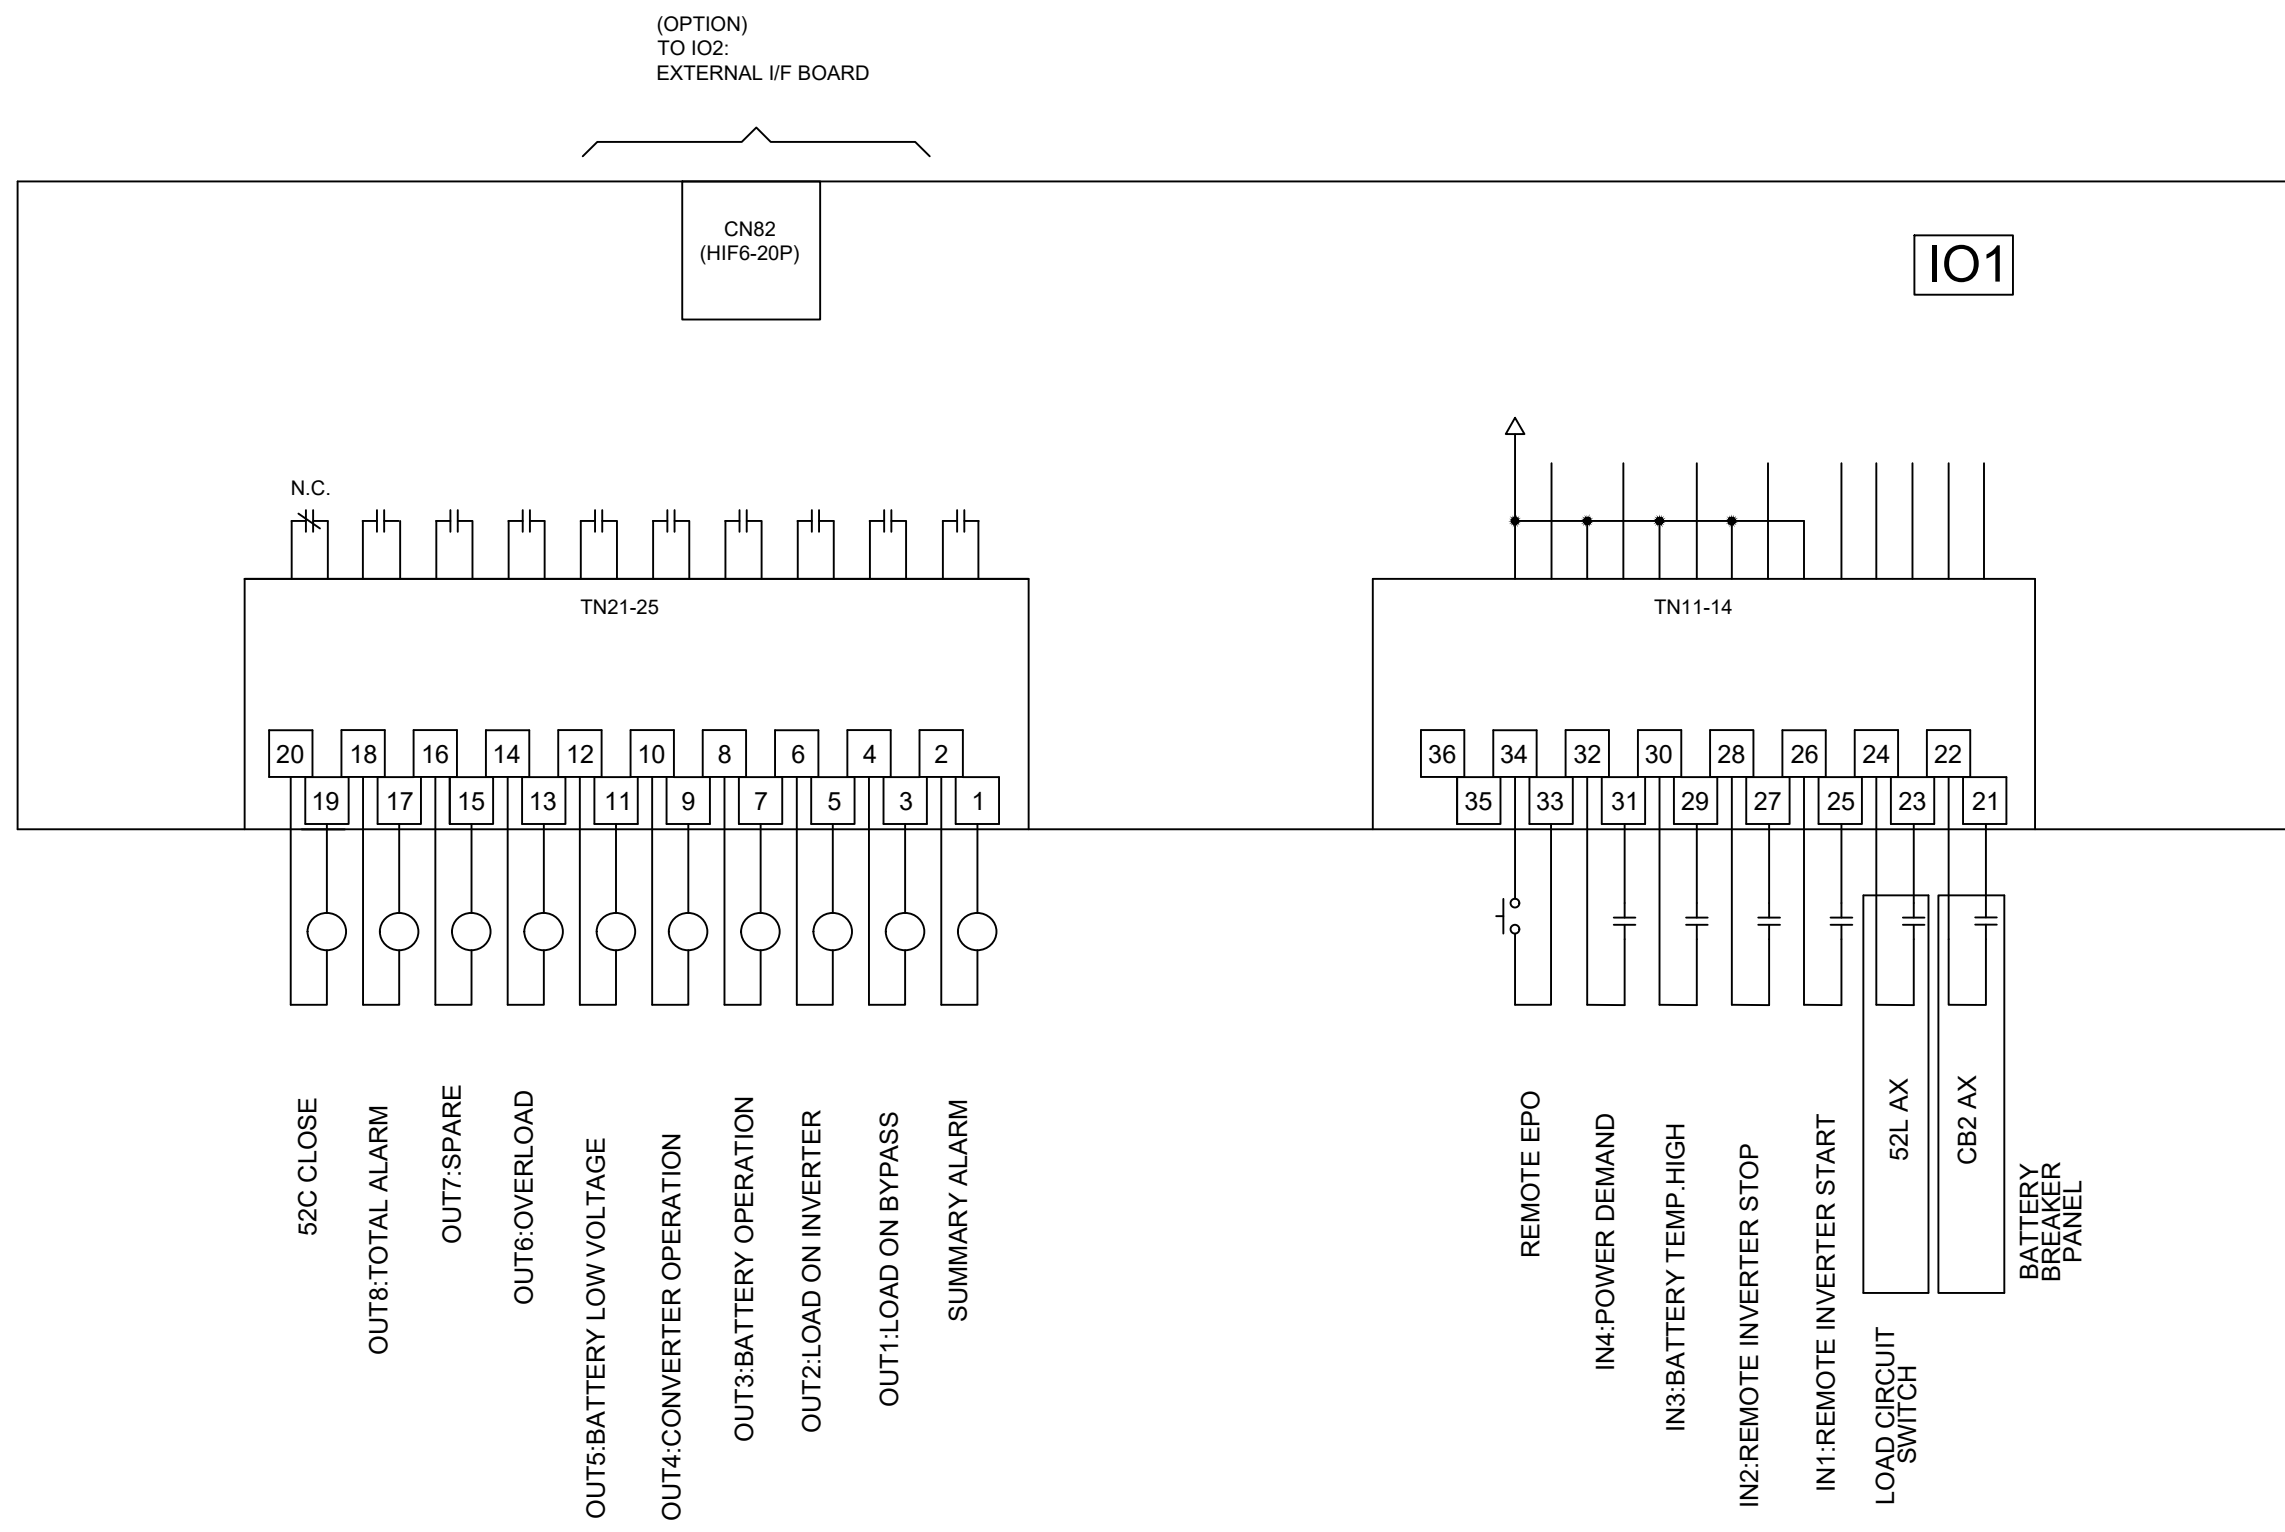 (OPTION)
TO IO2:
EXTERNAL I/F BOARD
CN82
(HIF6-20P)
IO1
N.C.
TN21-25
TN11-14
20 18 16 14 12 10 8 6 4 2
19 17 15 13 11 9 7 5 3 1
36 34 32 30 28 26 24 22
35 33 31 29 27 25 23 21
52C CLOSE
OUT8:TOTAL ALARM
OUT7:SPARE
OUT6:OVERLOAD
OUT5:BATTERY LOW VOLTAGE
OUT4:CONVERTER OPERATION
OUT3:BATTERY OPERATION
OUT2:LOAD ON INVERTER
OUT1:LOAD ON BYPASS
SUMMARY ALARM
REMOTE EPO
IN4:POWER DEMAND
IN3:BATTERY TEMP.HIGH
IN2:REMOTE INVERTER STOP
IN1:REMOTE INVERTER START
52L AX
LOAD CIRCUIT
SWITCH
CB2 AX
BATTERY
BREAKER
PANEL